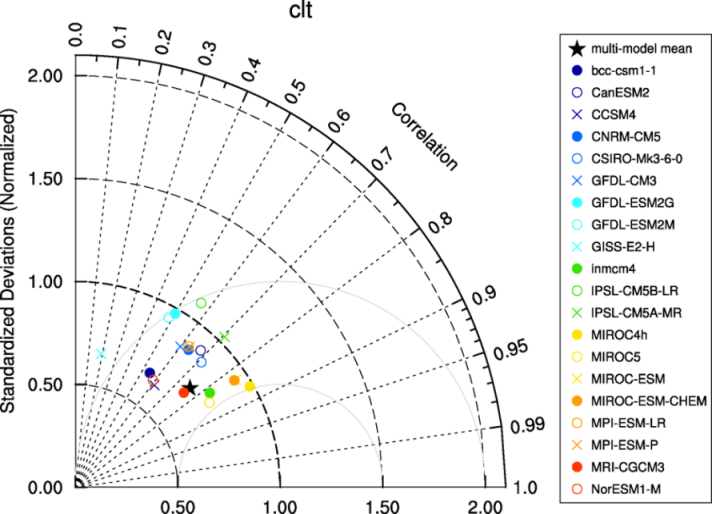 clt
0.0
0.1
0.2
0.3
0.4
0.5
0.6
0.7
0.8
0.9
0.95
0.99
1.0
Correlation
Standardized Deviations (Normalized)
2.00
1.50
1.00
0.50
0.00
0.50
1.00
1.50
2.00
multi-model mean
bcc-csm1-1
CanESM2
CCSM4
CNRM-CM5
CSIRO-Mk3-6-0
GFDL-CM3
GFDL-ESM2G
GFDL-ESM2M
GISS-E2-H
inmcm4
IPSL-CM5B-LR
IPSL-CM5A-MR
MIROC4h
MIROC5
MIROC-ESM
MIROC-ESM-CHEM
MPI-ESM-LR
MPI-ESM-P
MRI-CGCM3
NorESM1-M